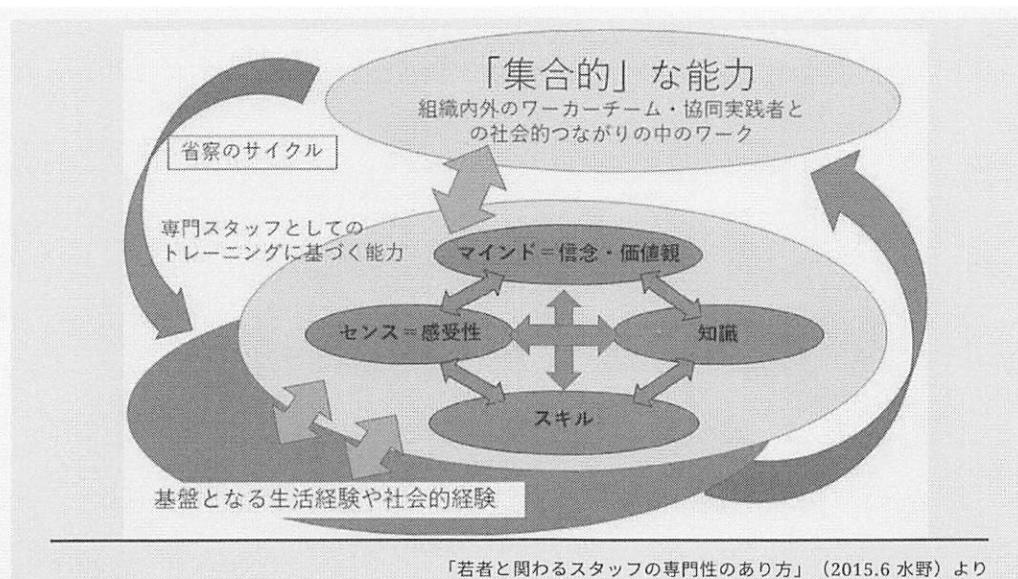 「集合的」な能力
組織内外のワーカーチーム・協同実践者と
の社会的つながりの中のワーク
省察のサイクル
専門スタッフとしての
トレーニングに基づく能力
マインド＝信念・価値観
センス＝感受性
知識
スキル
基盤となる生活経験や社会的経験
「若者と関わるスタッフの専門性のあり方」（2015.6 水野）より